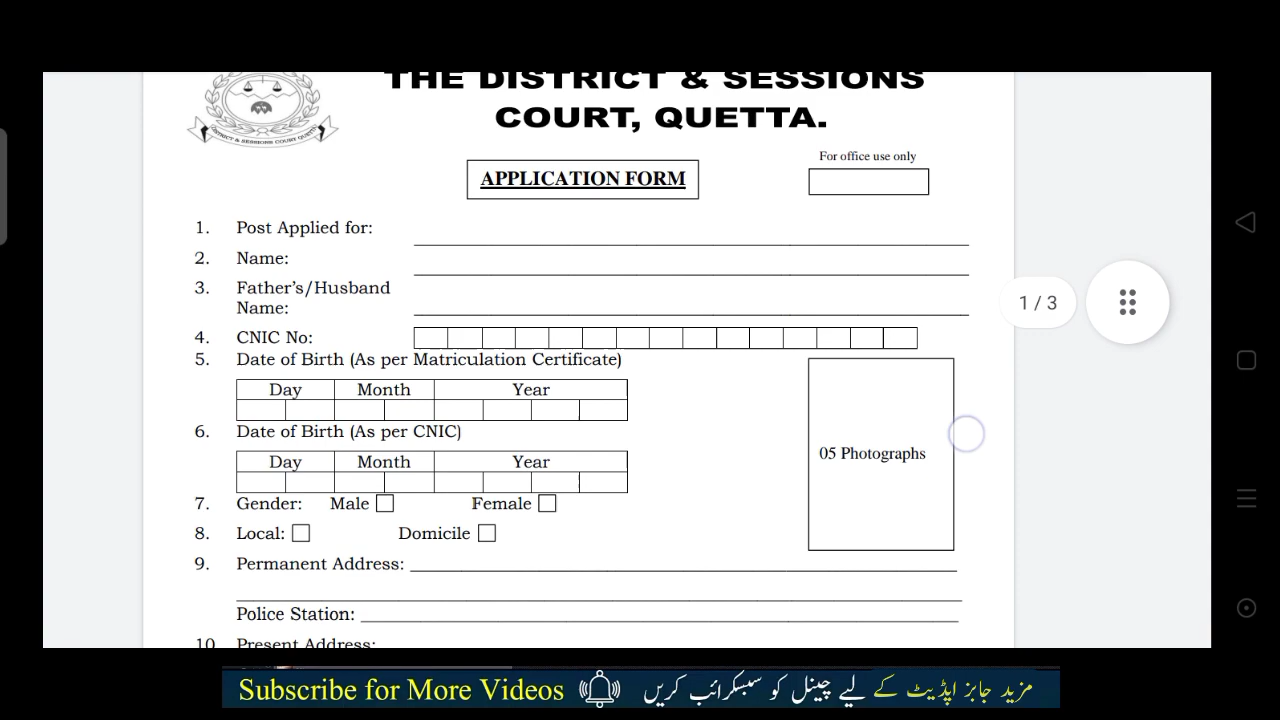 THE DISTRICT & SESSIONS
COURT, QUETTA.
DISTRICT & SESSIONS COURT QUETTA
For office use only
APPLICATION FORM
1. Post Applied for:
2. Name:
3. Father's/Husband
Name:
4. CNIC No:
5. Date of Birth (As per Matriculation Certificate)
Day Month Year
6. Date of Birth (As per CNIC)
Day Month Year
05 Photographs
7. Gender: Male Female
8. Local: Domicile
9. Permanent Address:
Police Station:
10. Present Address:
1 / 3
Subscribe for More Videos مزید جابز اپڈیٹ کے لیے چینل کو سبسکرائب کریں